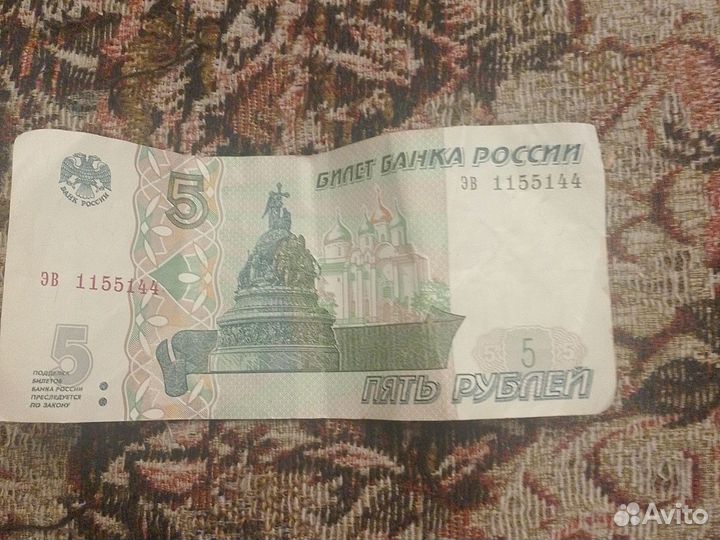 БИЛЕТ БАНКА РОССИИ
ЭВ 1155144
5
БАНК РОССИИ
ЭВ 1155144
5
ПОДДЕЛКА
БИЛЕТОВ
БАНКА РОССИИ
ПРЕСЛЕДУЕТСЯ
ПО ЗАКОНУ
5
ПЯТЬ РУБЛЕЙ
Avito